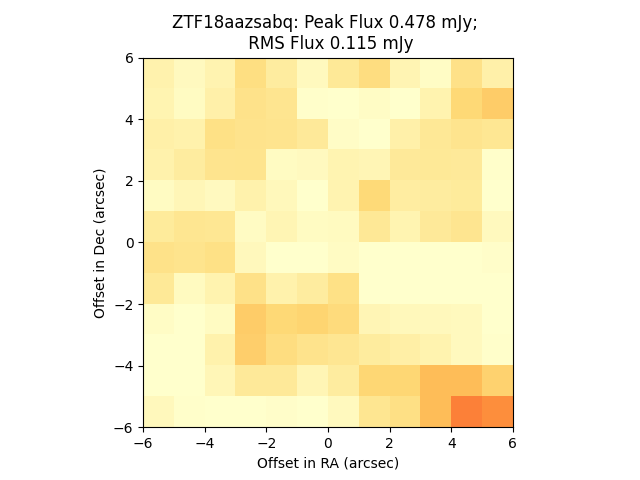 ZTF18aazsabq: Peak Flux 0.478 mJy;
RMS Flux 0.115 mJy
6
4
2
0
−2
−4
−6
Offset in Dec (arcsec)
−6 −4 −2 0 2 4 6
Offset in RA (arcsec)